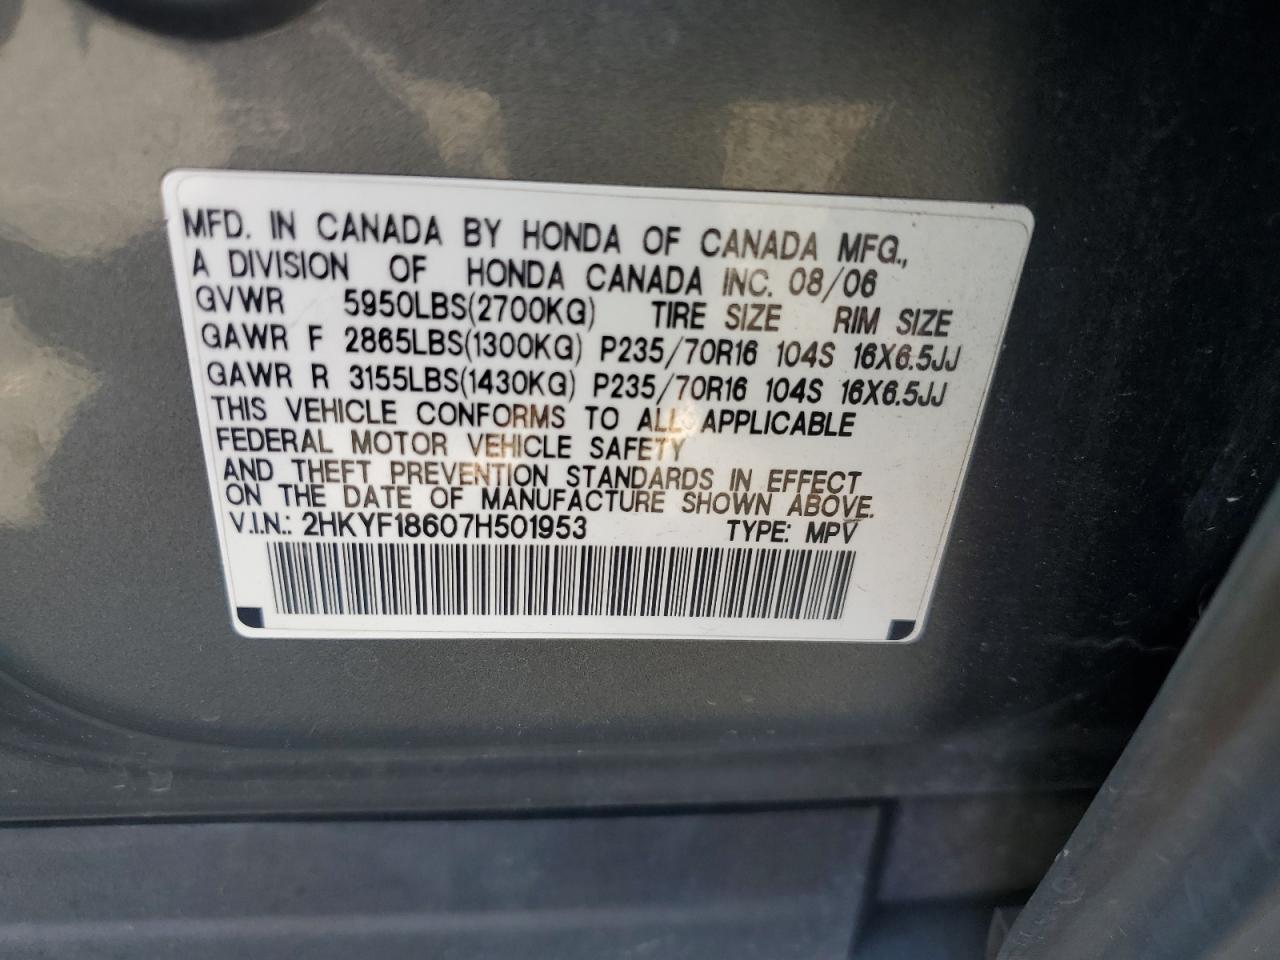 MFD. IN CANADA BY HONDA OF CANADA MFG.,
A DIVISION OF HONDA CANADA INC. 08/06
GVWR 5950LBS(2700KG) TIRE SIZE RIM SIZE
GAWR F 2865LBS(1300KG) P235/70R16 104S 16X6.5JJ
GAWR R 3155LBS(1430KG) P235/70R16 104S 16X6.5JJ
THIS VEHICLE CONFORMS TO ALL APPLICABLE
FEDERAL MOTOR VEHICLE SAFETY
AND THEFT PREVENTION STANDARDS IN EFFECT
ON THE DATE OF MANUFACTURE SHOWN ABOVE.
V.I.N.: 2HKYF18607H501953 TYPE: MPV